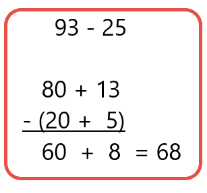 93 - 25
80 + 13
- (20 + 5)
60 + 8 = 68